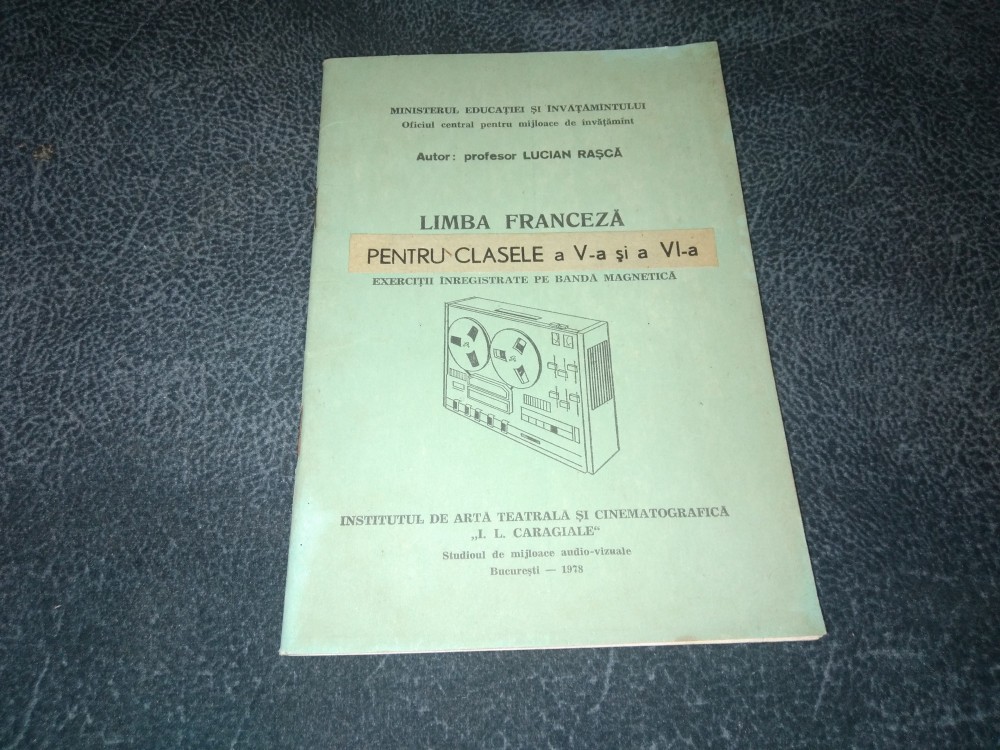 MINISTERUL EDUCAȚIEI ȘI ÎNVĂȚĂMÎNTULUI
Oficiul central pentru mijloace de învățămînt
Autor: profesor LUCIAN RAȘCĂ
LIMBA FRANCEZĂ
PENTRU CLASELE a V-a și a VI-a
EXERCIȚII ÎNREGISTRATE PE BANDĂ MAGNETICĂ
INSTITUTUL DE ARTĂ TEATRALĂ ȘI CINEMATOGRAFICĂ
„I. L. CARAGIALE“
Studioul de mijloace audio-vizuale
București — 1978